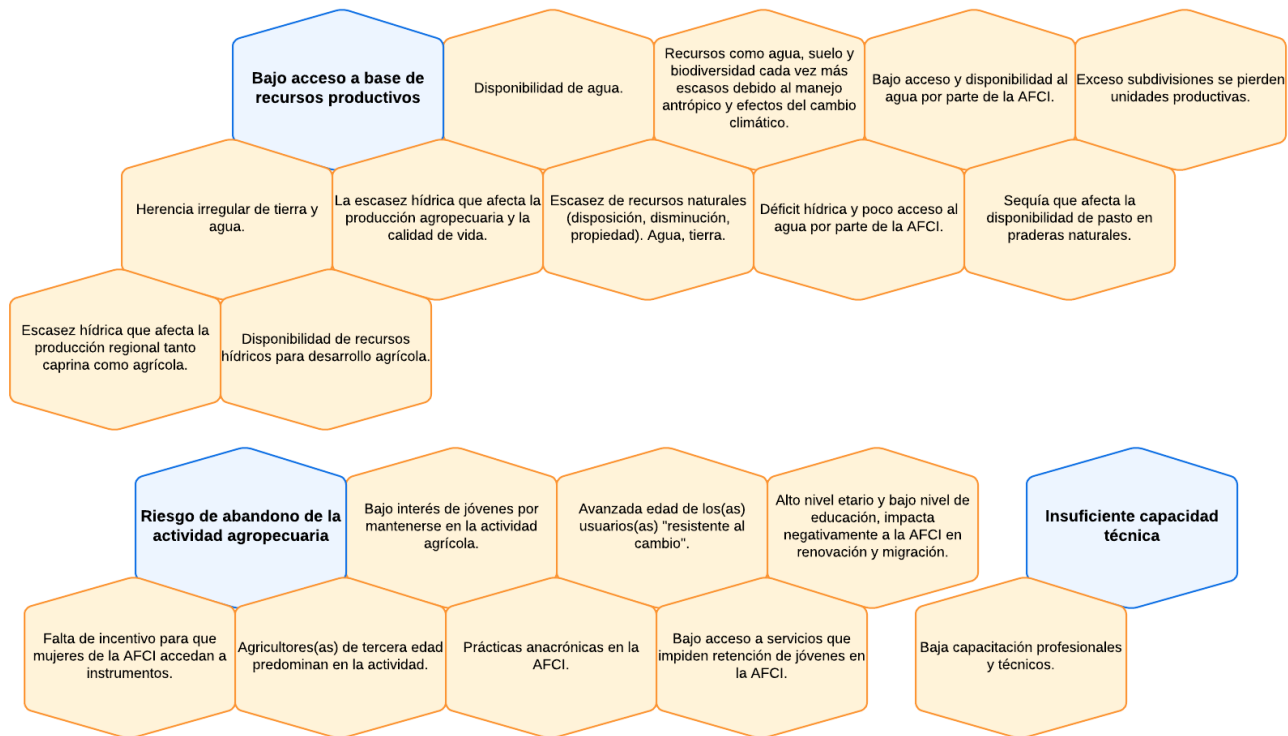 Bajo acceso a base de
recursos productivos
Disponibilidad de agua.
Recursos como agua, suelo y
biodiversidad cada vez más
escasos debido al manejo
antrópico y efectos del cambio
climático.
Bajo acceso y disponibilidad al
agua por parte de la AFCI.
Exceso subdivisiones se pierden
unidades productivas.
Herencia irregular de tierra y
agua.
La escasez hídrica que afecta la
producción agropecuaria y la
calidad de vida.
Escasez de recursos naturales
(disposición, disminución,
propiedad). Agua, tierra.
Déficit hídrica y poco acceso al
agua por parte de la AFCI.
Sequía que afecta la
disponibilidad de pasto en
praderas naturales.
Escasez hídrica que afecta la
producción regional tanto
caprina como agrícola.
Disponibilidad de recursos
hídricos para desarrollo agrícola.
Riesgo de abandono de la
actividad agropecuaria
Bajo interés de jóvenes por
mantenerse en la actividad
agrícola.
Avanzada edad de los(as)
usuarios(as) "resistente al
cambio".
Alto nivel etario y bajo nivel de
educación, impacta
negativamente a la AFCI en
renovación y migración.
Insuficiente capacidad
técnica
Falta de incentivo para que
mujeres de la AFCI accedan a
instrumentos.
Agricultores(as) de tercera edad
predominan en la actividad.
Prácticas anacrónicas en la
AFCI.
Bajo acceso a servicios que
impiden retención de jóvenes en
la AFCI.
Baja capacitación profesionales
y técnicos.